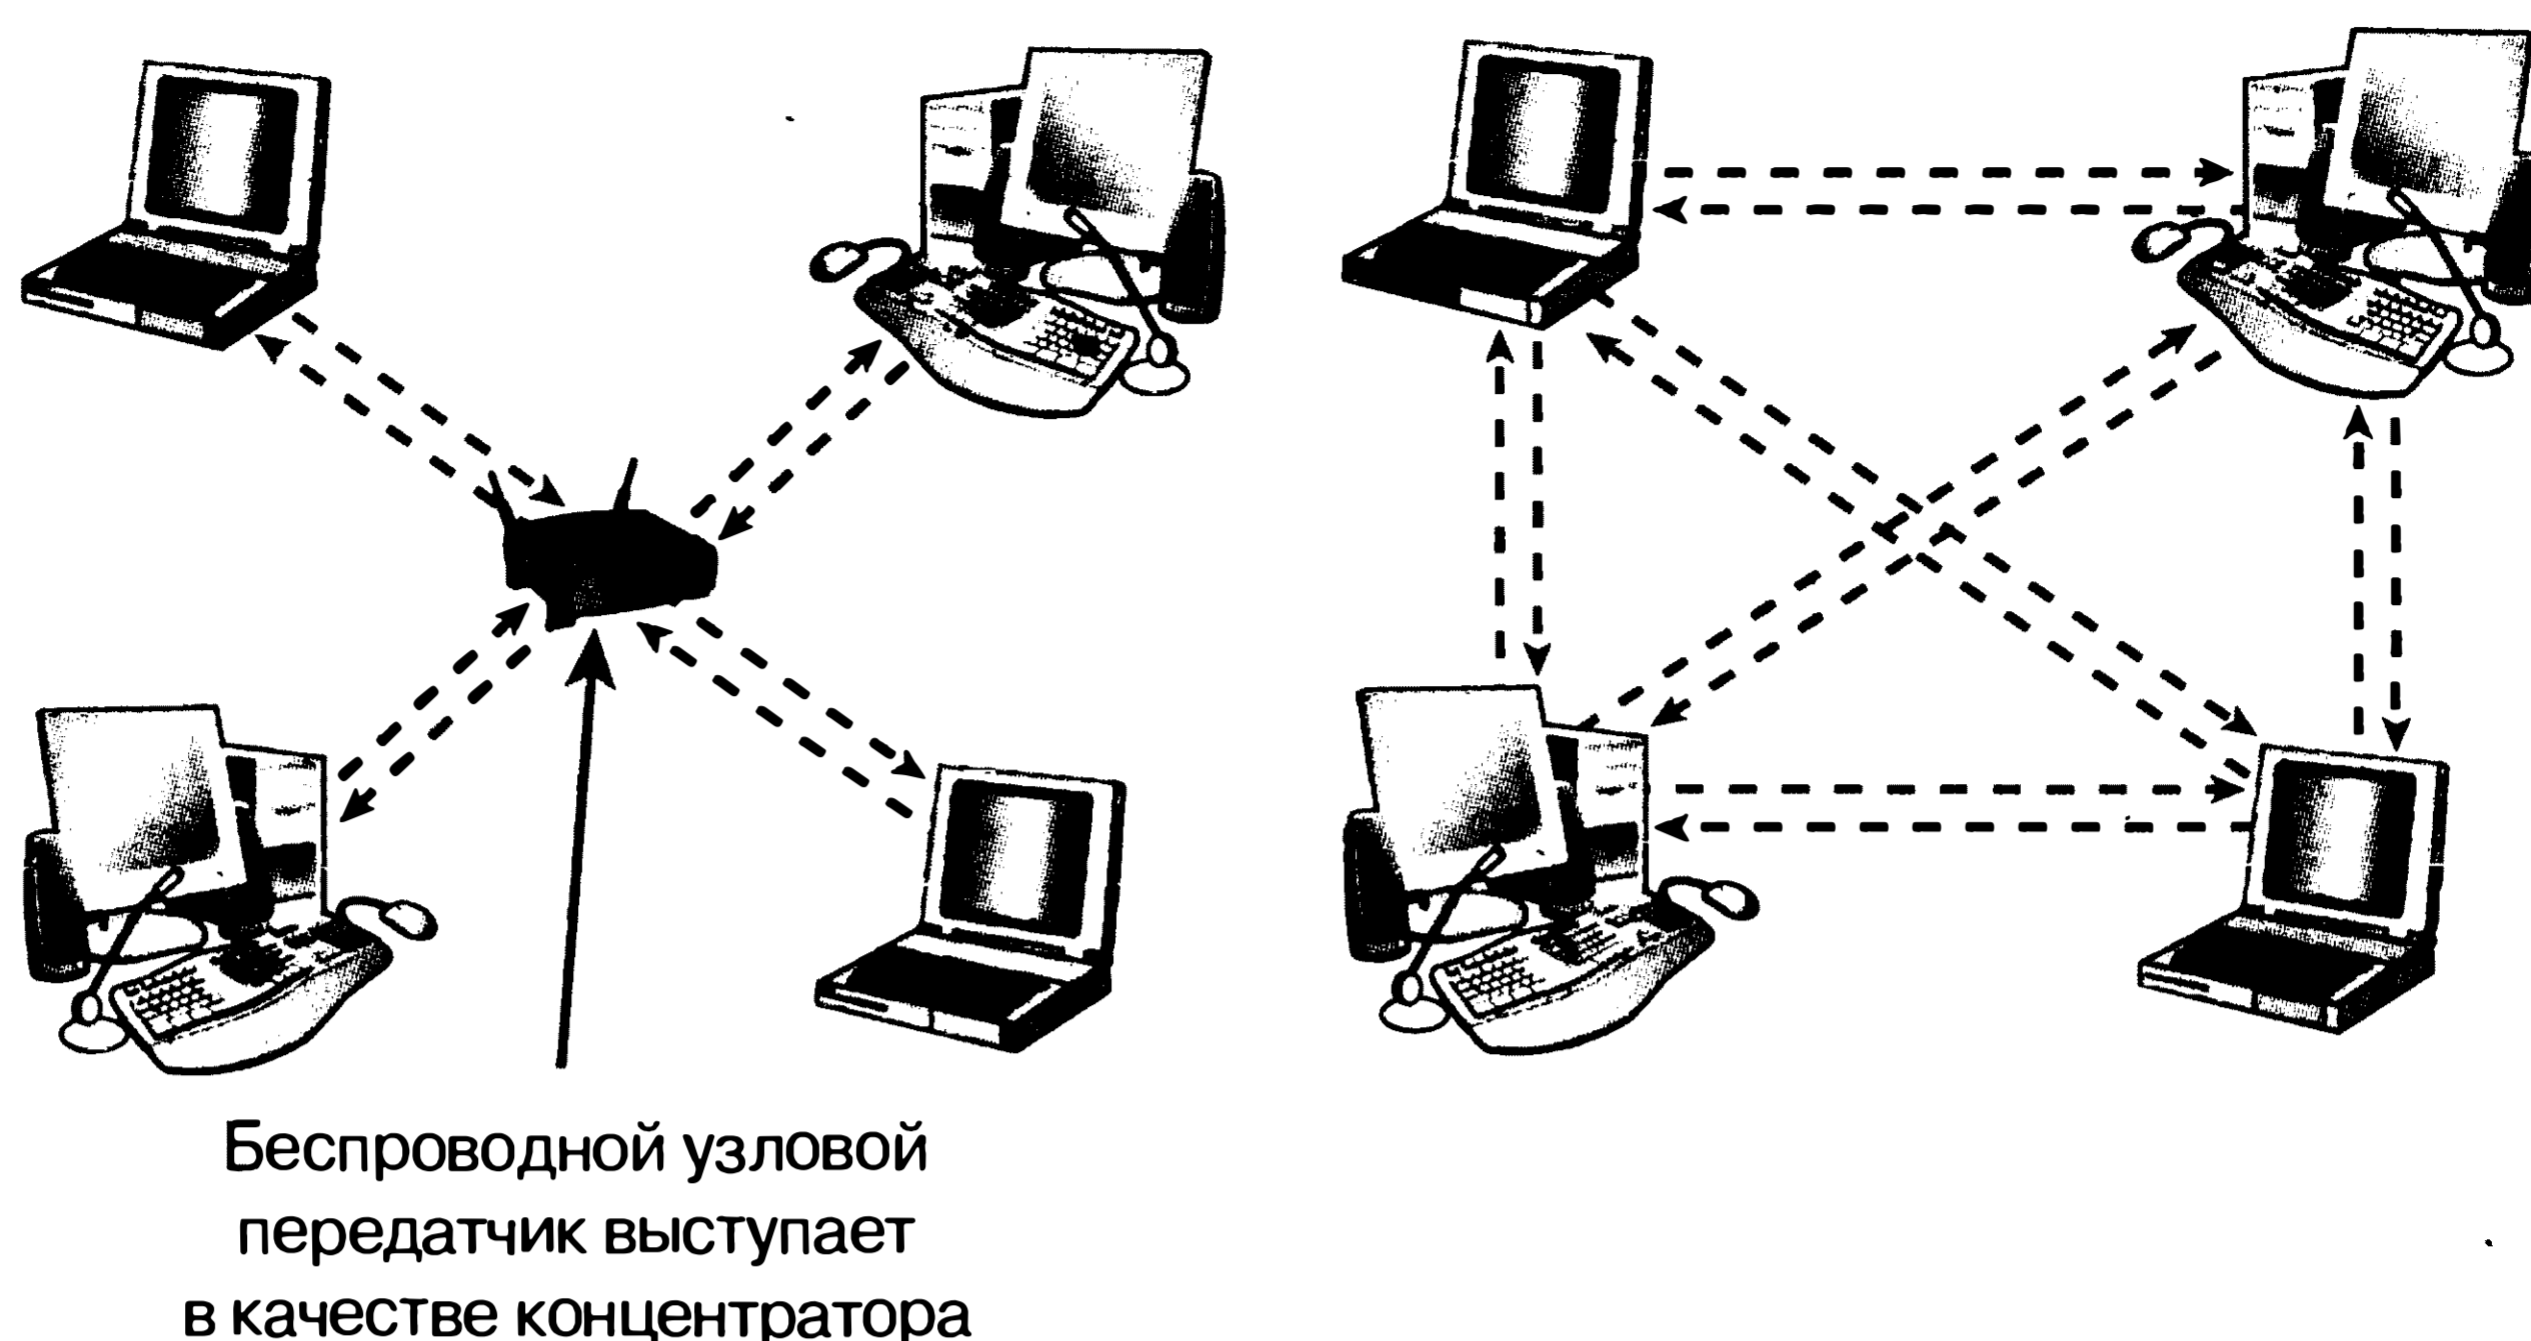 Беспроводной узловой
передатчик выступает
в качестве концентратора